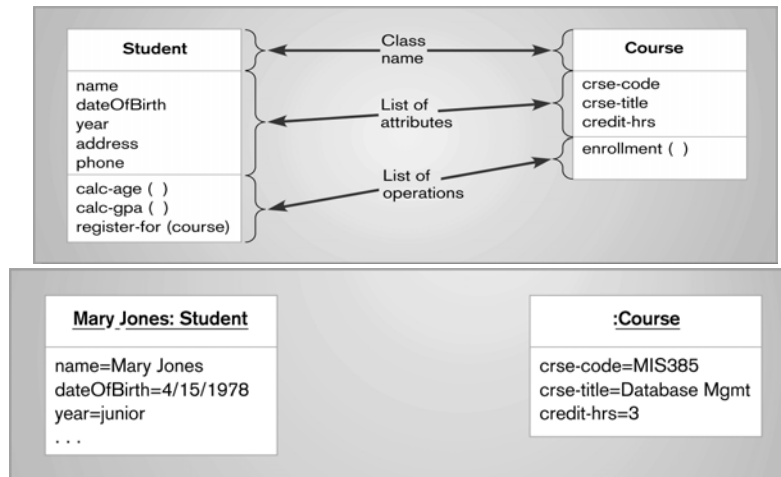 Student
name
dateOfBirth
year
address
phone
calc-age ( )
calc-gpa ( )
register-for (course)
Class
name
List of
attributes
List of
operations
Course
crse-code
crse-title
credit-hrs
enrollment ( )
Mary Jones: Student
name=Mary Jones
dateOfBirth=4/15/1978
year=junior
. . .
:Course
crse-code=MIS385
crse-title=Database Mgmt
credit-hrs=3